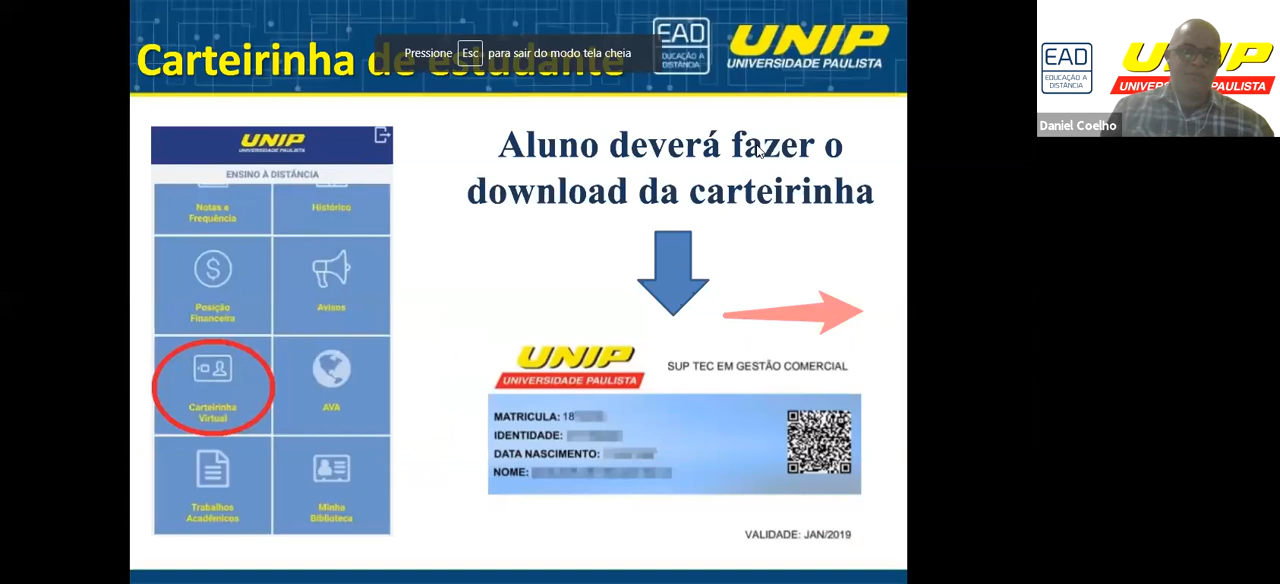 Carteirinha de estudante
Pressione Esc para sair do modo tela cheia
EAD
EDUCAÇÃO A
DISTÂNCIA
UNIP
UNIVERSIDADE PAULISTA
EAD
EDUCAÇÃO A
DISTÂNCIA
UNIP
UNIVERSIDADE PAULISTA
Daniel Coelho
UNIP
UNIVERSIDADE PAULISTA
ENSINO À DISTÂNCIA
Notas e
Frequência
Histórico
Posição
Financeira
Avisos
Carteirinha
Virtual
AVA
Trabalhos
Acadêmicos
Minha
Biblioteca
Aluno deverá fazer o
download da carteirinha
UNIP
UNIVERSIDADE PAULISTA
SUP TEC EM GESTÃO COMERCIAL
MATRICULA: 18
IDENTIDADE:
DATA NASCIMENTO:
NOME:
VALIDADE: JAN/2019